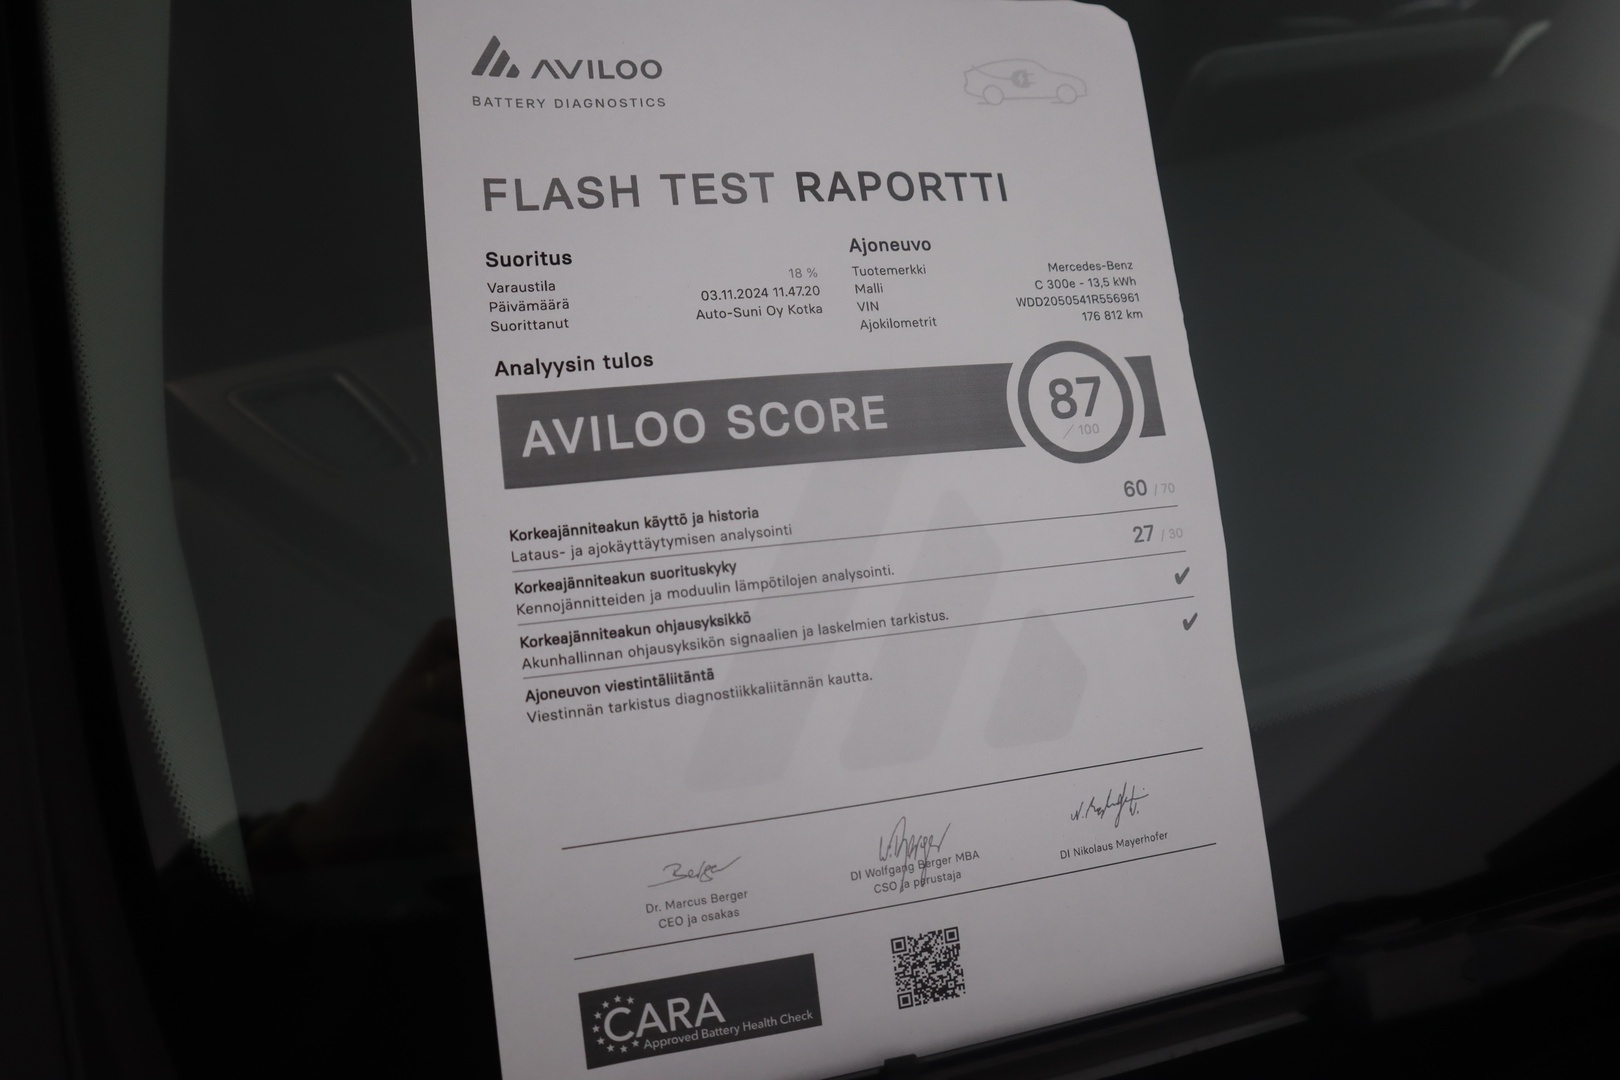 AVILOO
BATTERY DIAGNOSTICS
FLASH TEST RAPORTTI
Suoritus
Varaustila 18 %
Päivämäärä 03.11.2024 11.47.20
Suorittanut Auto-Suni Oy Kotka
Ajoneuvo
Tuotemerkki Mercedes-Benz
Malli C 300e - 13,5 kWh
VIN WDD2050541R556961
Ajokilometrit 176 812 km
Analyysin tulos
AVILOO SCORE 87 / 100
Korkeajänniteakun käyttö ja historia 60 / 70
Lataus- ja ajokäyttäytymisen analysointi
Korkeajänniteakun suorituskyky 27 / 30
Kennojännitteiden ja moduulin lämpötilojen analysointi.
Korkeajänniteakun ohjausyksikkö ✔
Akunhallinnan ohjausyksikön signaalien ja laskelmien tarkistus.
Ajoneuvon viestintäliitäntä ✔
Viestinnän tarkistus diagnostiikkaliitännän kautta.
Berger
Dr. Marcus Berger
CEO ja osakas
DI Wolfgang Berger MBA
CSO ja perustaja
DI Nikolaus Mayerhofer
CARA
Approved Battery Health Check